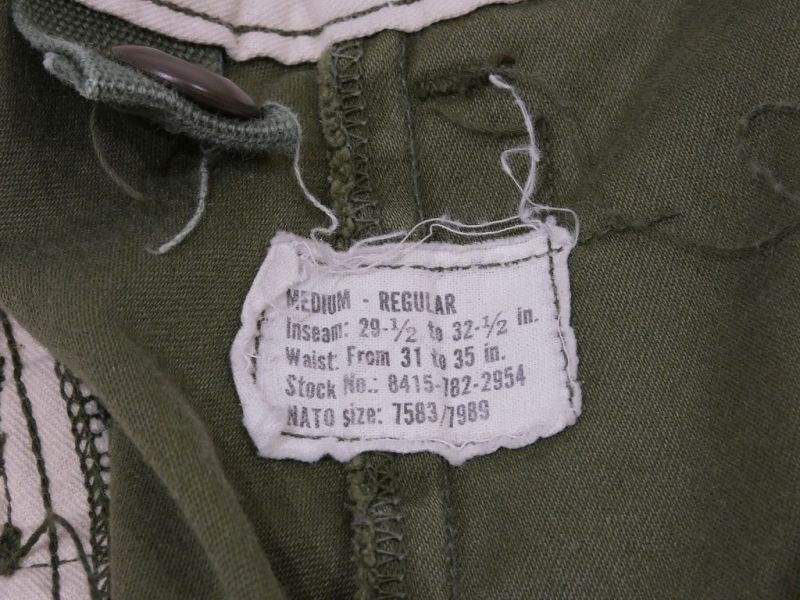 MEDIUM - REGULAR
Inseam: 29-1/2 to 32-1/2 in.
Waist: From 31 to 35 in.
Stock No.: 8415-782-2954
NATO size: 7583/7989